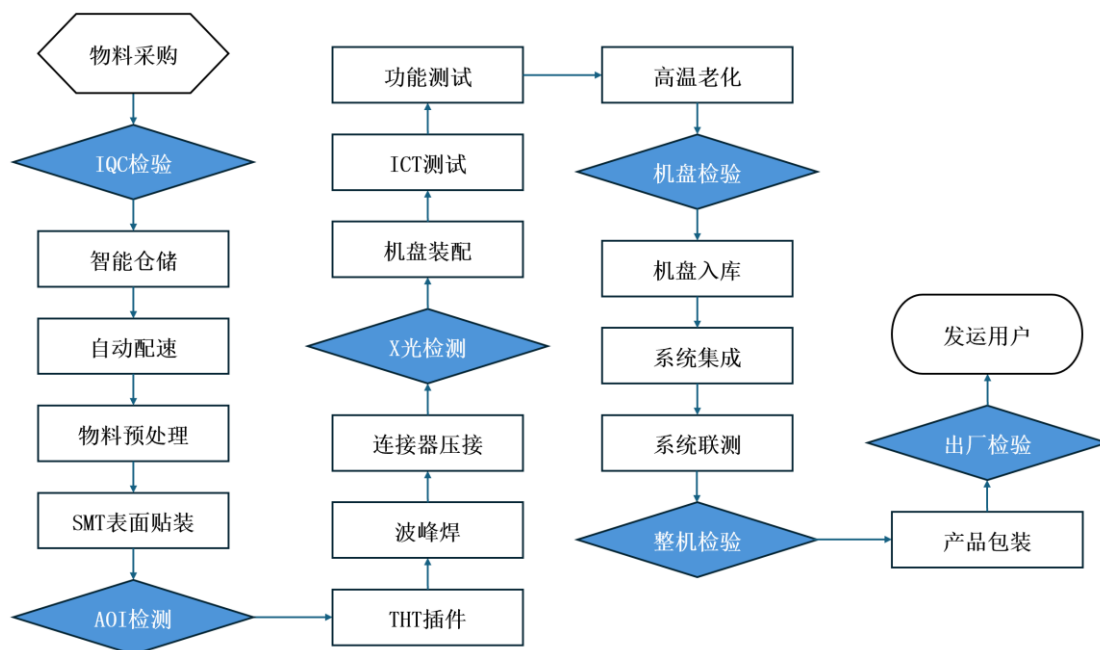 物料采购
IQC检验
智能仓储
自动配速
物料预处理
SMT表面贴装
AOI检测
THT插件
波峰焊
连接器压接
X光检测
机盘装配
ICT测试
功能测试
高温老化
机盘检验
机盘入库
系统集成
系统联测
整机检验
产品包装
出厂检验
发运用户